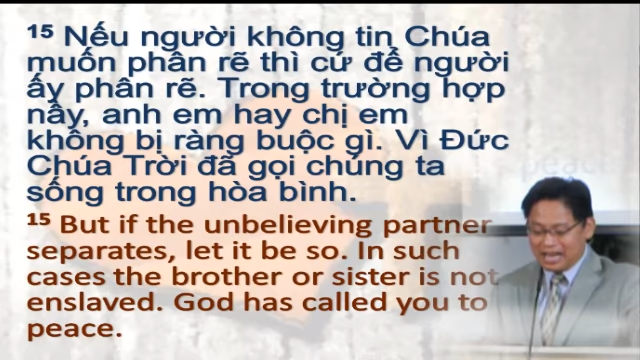 15 Nếu người không tin Chúa
muốn phân rẽ thì cứ để người
ấy phân rẽ. Trong trường hợp
nầy, anh em hay chị em
không bị ràng buộc gì. Vì Đức
Chúa Trời đã gọi chúng ta
sống trong hòa bình.
15 But if the unbelieving partner
separates, let it be so. In such
cases the brother or sister is not
enslaved. God has called you to
peace.
peace